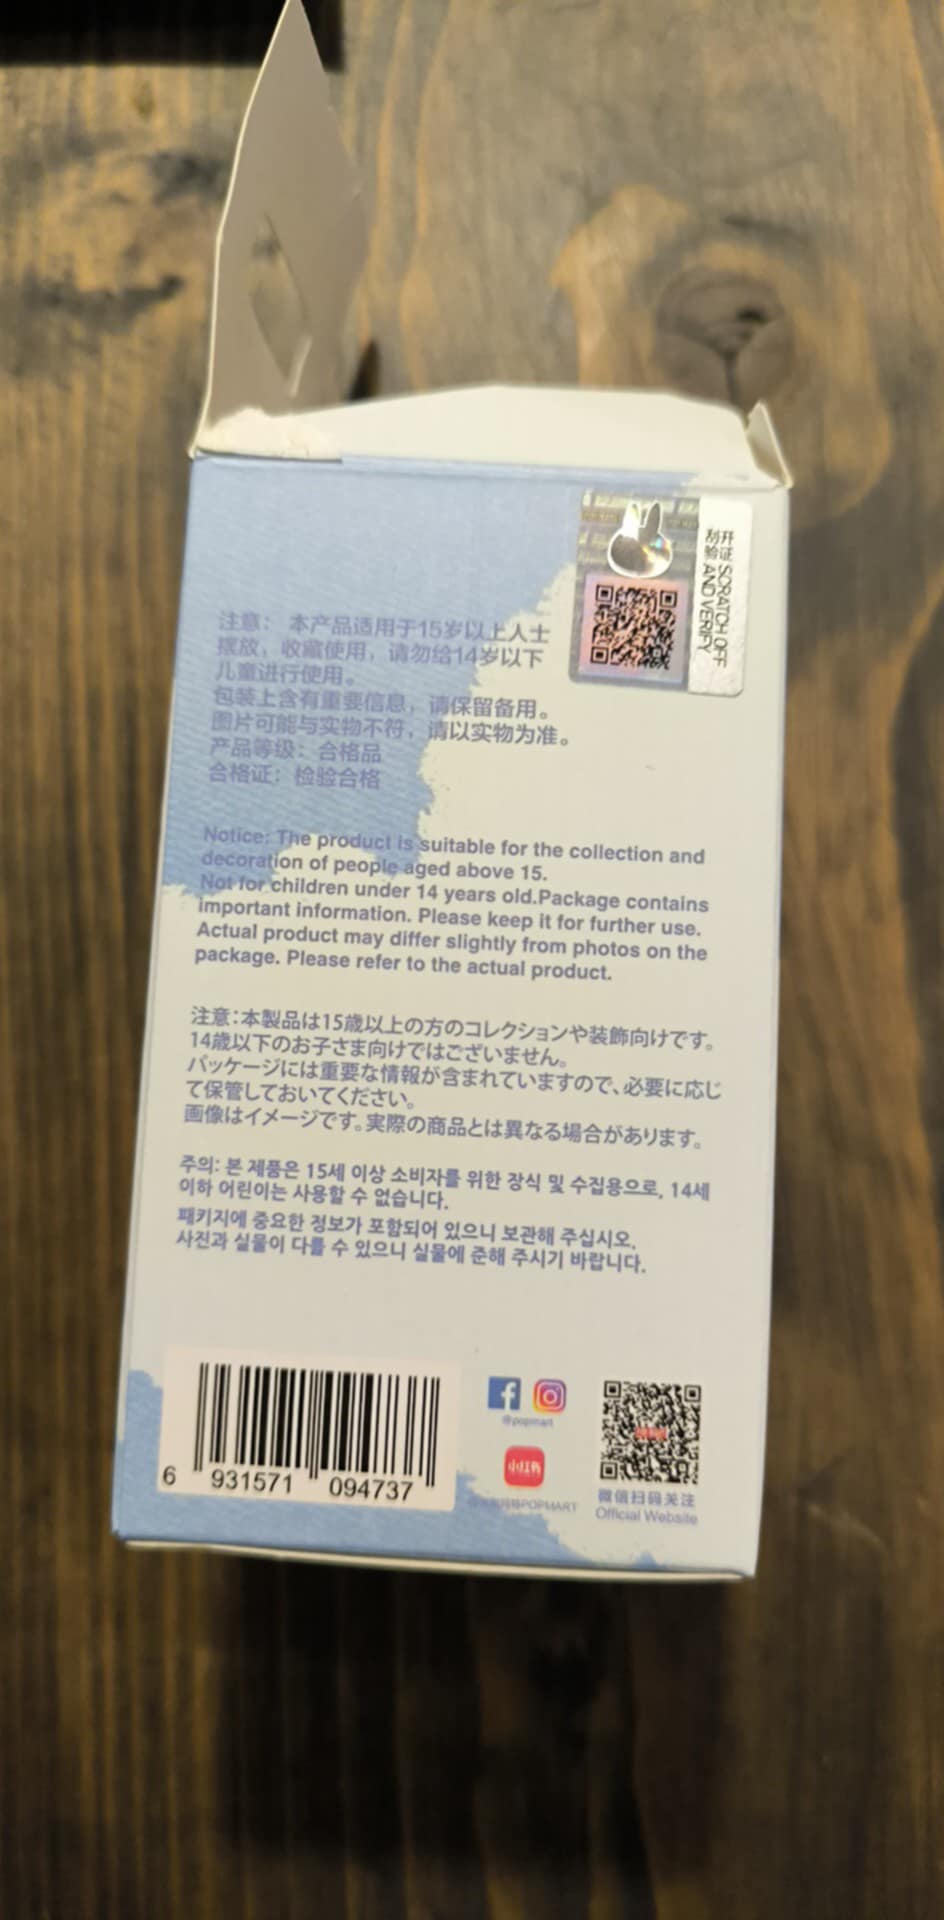 开证 SCRATCH OFF
刮验 AND VERIFY
注意： 本产品适用于15岁以上人士
摆放，收藏使用，请勿给14岁以下
儿童进行使用。
包装上含有重要信息，请保留备用。
图片可能与实物不符，请以实物为准。
产品等级：合格品
合格证：检验合格
Notice: The product is suitable for the collection and
decoration of people aged above 15.
Not for children under 14 years old.Package contains
important information. Please keep it for further use.
Actual product may differ slightly from photos on the
package. Please refer to the actual product.
注意：本製品は15歳以上の方のコレクションや装飾向けです。
14歳以下のお子さま向けではございません。
パッケージには重要な情報が含まれていますので、必要に応じ
て保管しておいてください。
画像はイメージです。実際の商品とは異なる場合があります。
주의: 본 제품은 15세 이상 소비자를 위한 장식 및 수집용으로, 14세
이하 어린이는 사용할 수 없습니다.
패키지에 중요한 정보가 포함되어 있으니 보관해 주십시오.
사진과 실물이 다를 수 있으니 실물에 준해 주시기 바랍니다.
6 931571 094737
@popmart
小红书
POPMART
微信扫码关注
Official Website